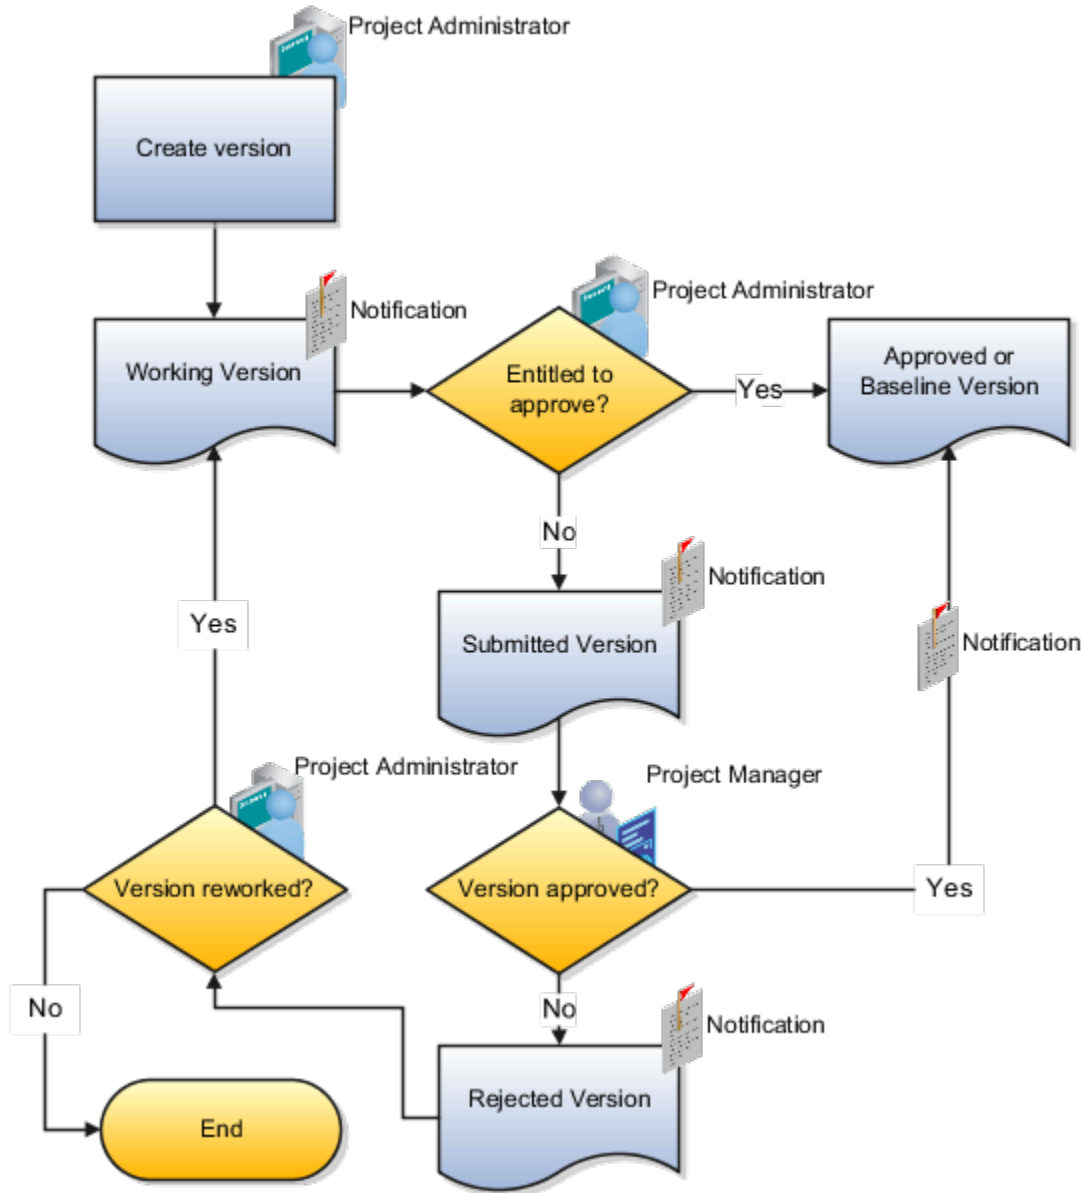 Project Administrator
Create version
Notification
Working Version
Project Administrator
Entitled to
approve?
Yes
Approved or
Baseline Version
No
Notification
Submitted Version
Notification
Yes
Project Administrator
Project Manager
Version reworked?
Version approved?
Yes
No
No
Notification
Rejected Version
End